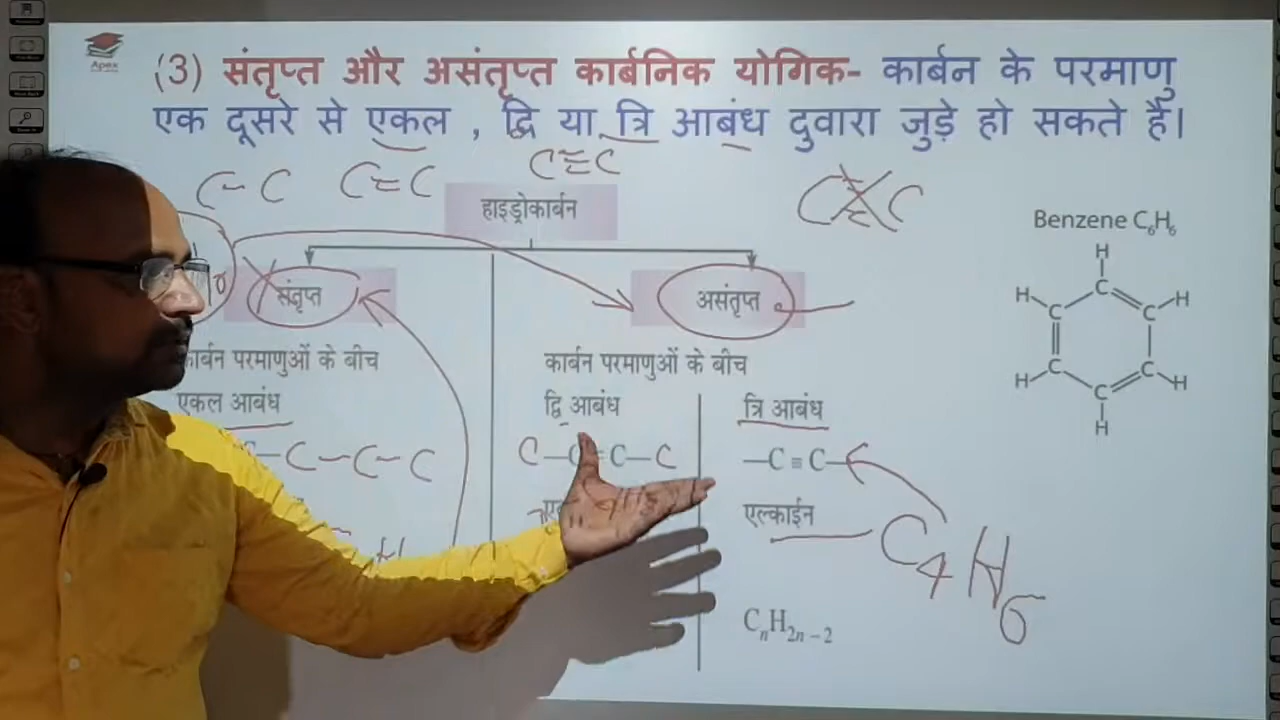 Apex
(3) संतृप्त और असंतृप्त कार्बनिक योगिक- कार्बन के परमाणु
एक दूसरे से एकल , द्वि या त्रि आबंध दुवारा जुड़े हो सकते है।
C - C
C = C
C ≡ C
C C
हाइड्रोकार्बन
संतृप्त
असंतृप्त
कार्बन परमाणुओं के बीच
एकल आबंध
- C - C - C
कार्बन परमाणुओं के बीच
द्वि आबंध
C - C = C - C
त्रि आबंध
-C ≡ C-
एल्काईन
C4H6
CnH2n-2
Benzene C6H6
H
H C H
C C
C C
H C H
H